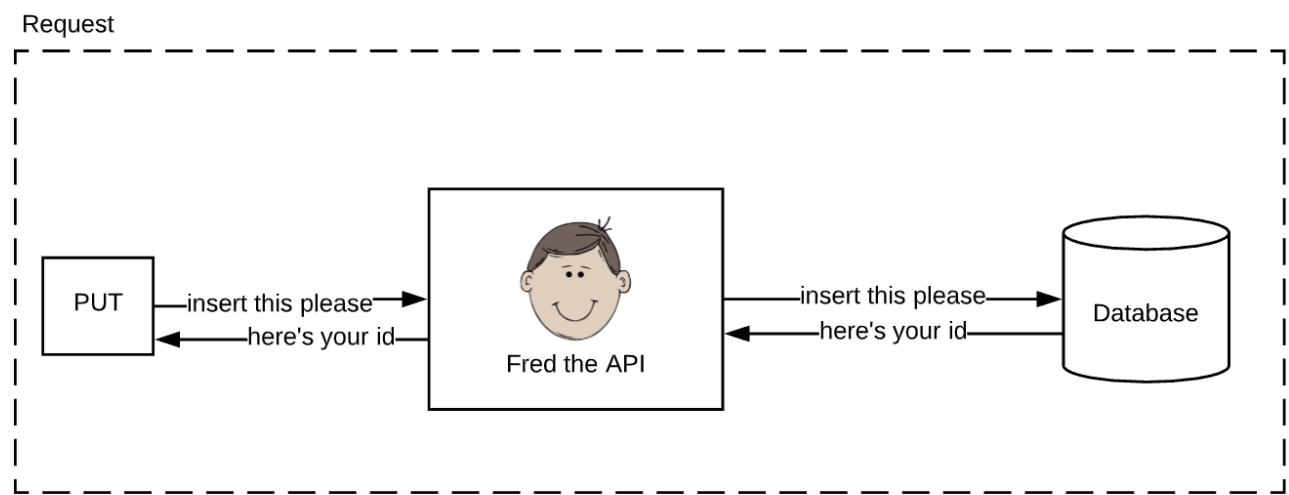 Request
PUT
insert this please
here's your id
Fred the API
insert this please
here's your id
Database